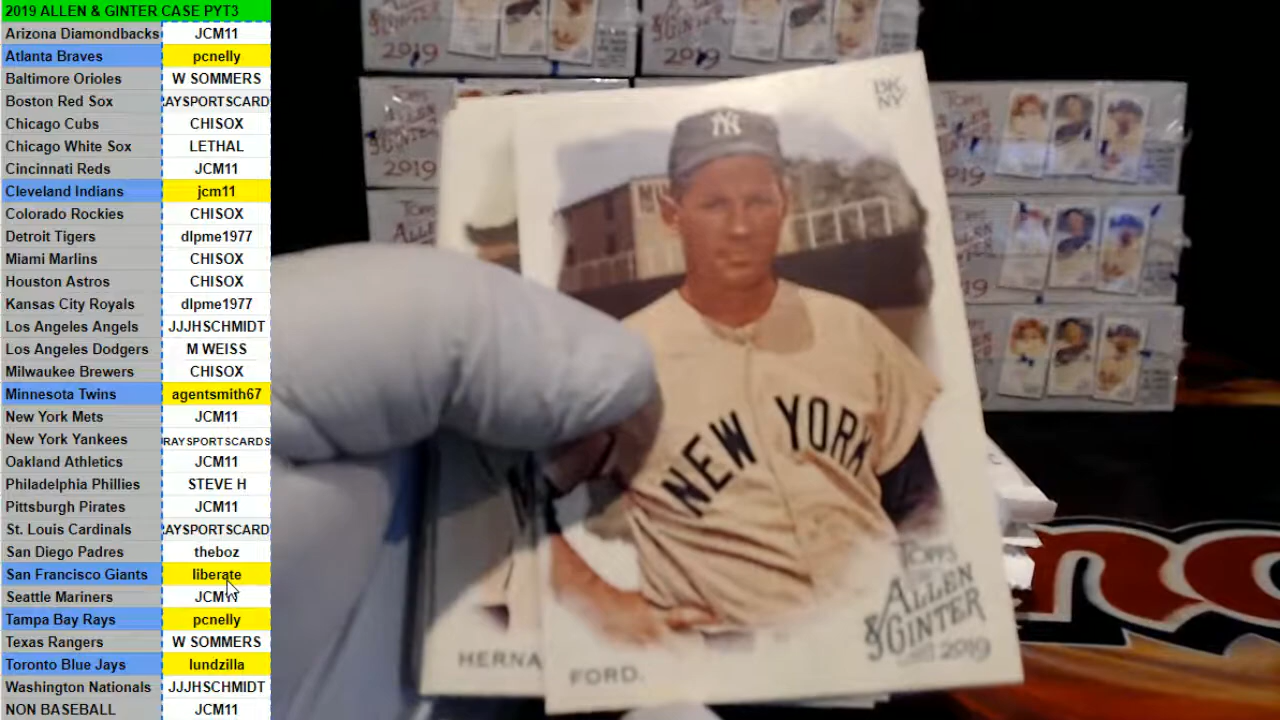 2019 ALLEN & GINTER CASE PYT3
Arizona Diamondbacks JCM11
Atlanta Braves pcnelly
Baltimore Orioles W SOMMERS
Boston Red Sox AYSPORTSCARD
Chicago Cubs CHISOX
Chicago White Sox LETHAL
Cincinnati Reds JCM11
Cleveland Indians jcm11
Colorado Rockies CHISOX
Detroit Tigers dlpme1977
Miami Marlins CHISOX
Houston Astros CHISOX
Kansas City Royals dlpme1977
Los Angeles Angels JJJHSCHMIDT
Los Angeles Dodgers M WEISS
Milwaukee Brewers CHISOX
Minnesota Twins agentsmith67
New York Mets JCM11
New York Yankees RAYSPORTSCARDS
Oakland Athletics JCM11
Philadelphia Phillies STEVE H
Pittsburgh Pirates JCM11
St. Louis Cardinals AYSPORTSCARD
San Diego Padres theboz
San Francisco Giants liberate
Seattle Mariners JCM11
Tampa Bay Rays pcnelly
Texas Rangers W SOMMERS
Toronto Blue Jays lundzilla
Washington Nationals JJJHSCHMIDT
NON BASEBALL JCM11
2019
2019
2019
NY
NEW YORK
TOPPS
ALLEN
& GINTER
2019
HERNA
FORD.